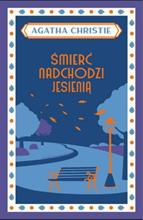 AGATHA CHRISTIE
ŚMIERĆ
NADCHODZI
JESIENIĄ